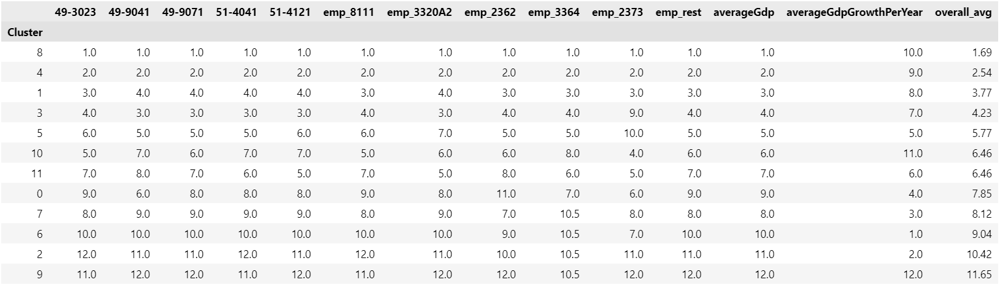 49-3023 49-9041 49-9071 51-4041 51-4121 emp_8111 emp_3320A2 emp_2362 emp_3364 emp_2373 emp_rest averageGdp averageGdpGrowthPerYear overall_avg
Cluster
8 1.0 1.0 1.0 1.0 1.0 1.0 1.0 1.0 1.0 1.0 1.0 1.0 10.0 1.69
4 2.0 2.0 2.0 2.0 2.0 2.0 2.0 2.0 2.0 2.0 2.0 2.0 9.0 2.54
1 3.0 4.0 4.0 4.0 4.0 3.0 4.0 3.0 3.0 3.0 3.0 3.0 8.0 3.77
3 4.0 3.0 3.0 3.0 3.0 4.0 3.0 4.0 4.0 9.0 4.0 4.0 7.0 4.23
5 6.0 5.0 5.0 5.0 6.0 6.0 7.0 5.0 5.0 10.0 5.0 5.0 5.0 5.77
10 5.0 7.0 6.0 7.0 7.0 5.0 6.0 6.0 8.0 4.0 6.0 6.0 11.0 6.46
11 7.0 8.0 7.0 6.0 5.0 7.0 5.0 8.0 6.0 5.0 7.0 7.0 6.0 6.46
0 9.0 6.0 8.0 8.0 8.0 9.0 8.0 11.0 7.0 6.0 9.0 9.0 4.0 7.85
7 8.0 9.0 9.0 9.0 9.0 8.0 9.0 7.0 10.5 8.0 8.0 8.0 3.0 8.12
6 10.0 10.0 10.0 10.0 10.0 10.0 10.0 9.0 10.5 7.0 10.0 10.0 1.0 9.04
2 12.0 11.0 11.0 12.0 11.0 12.0 11.0 10.0 10.5 11.0 11.0 11.0 2.0 10.42
9 11.0 12.0 12.0 11.0 12.0 11.0 12.0 12.0 10.5 12.0 12.0 12.0 12.0 11.65